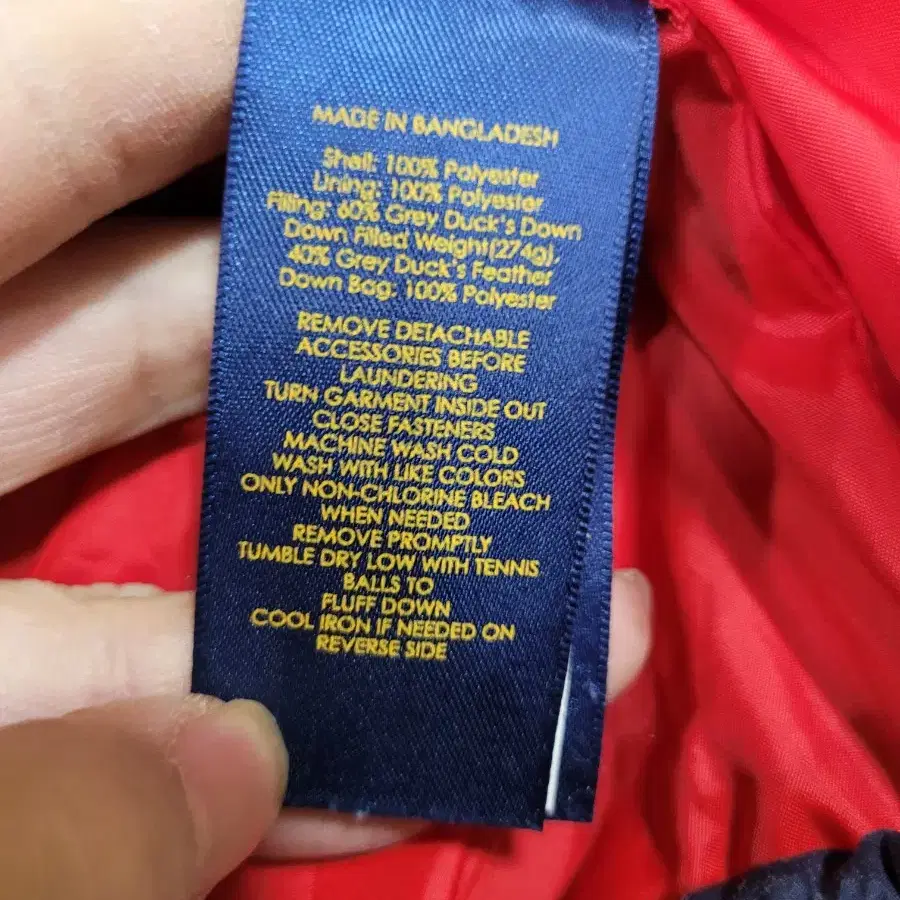 MADE IN BANGLADESH
Shell: 100% Polyester
Lining: 100% Polyester
Filling: 60% Grey Duck's Down
Down Filled Weight(274g),
40% Grey Duck's Feather
Down Bag: 100% Polyester
REMOVE DETACHABLE
ACCESSORIES BEFORE
LAUNDERING
TURN GARMENT INSIDE OUT
CLOSE FASTENERS
MACHINE WASH COLD
WASH WITH LIKE COLORS
ONLY NON-CHLORINE BLEACH
WHEN NEEDED
REMOVE PROMPTLY
TUMBLE DRY LOW WITH TENNIS
BALLS TO
FLUFF DOWN
COOL IRON IF NEEDED ON
REVERSE SIDE